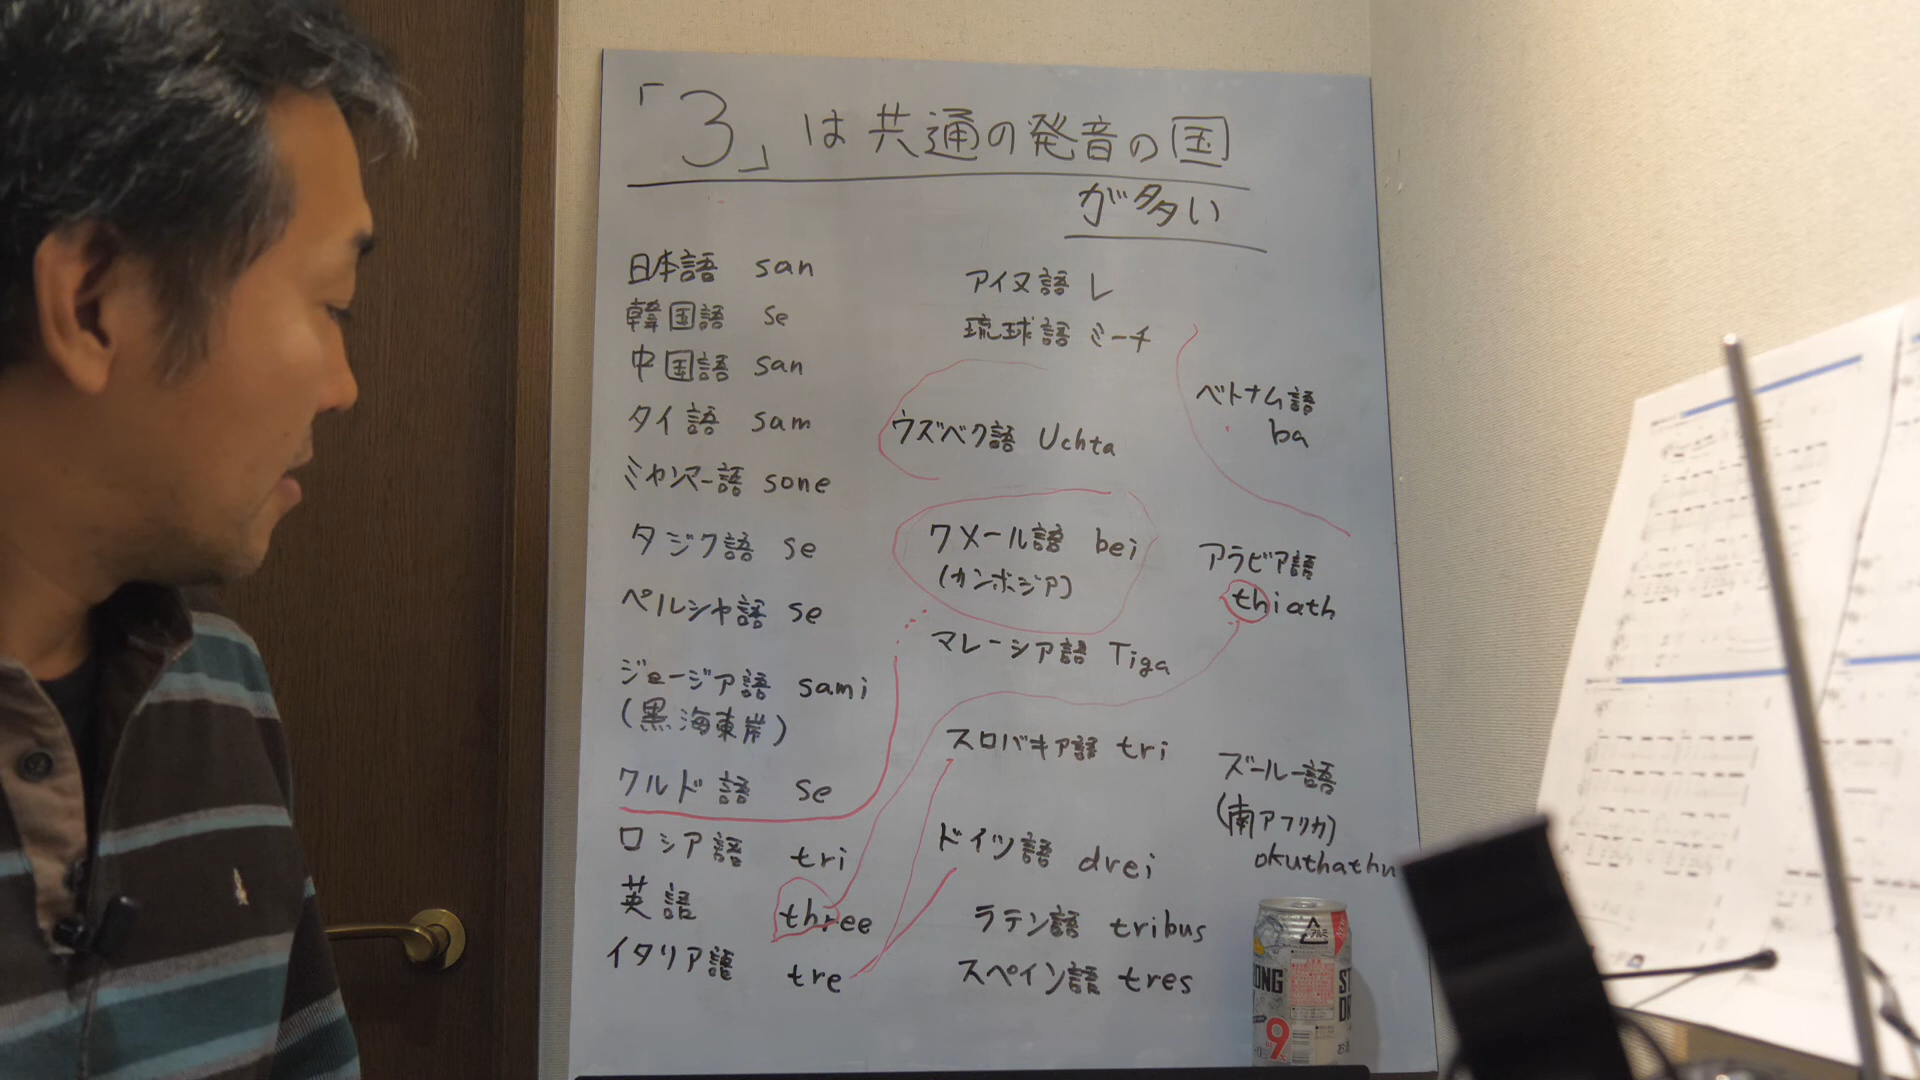 「3」は共通の発音の国
が多い
日本語 san
韓国語 se
中国語 san
タイ語 sam
ミャンマー語 sone
タジク語 se
ペルシャ語 se
ジョージア語 sami
(黒海東岸)
クルド語 se
ロシア語 tri
英語 three
イタリア語 tre
アイヌ語 レ
琉球語 ミーチ
ウズベク語 Uchta
クメール語 bei
(カンボジア)
マレーシア語 Tiga
スロバキア語 tri
ドイツ語 drei
ラテン語 tribus
スペイン語 tres
ベトナム語
ba
アラビア語
thiath
ズールー語
(南アフリカ)
okuthathu
アルミ
9